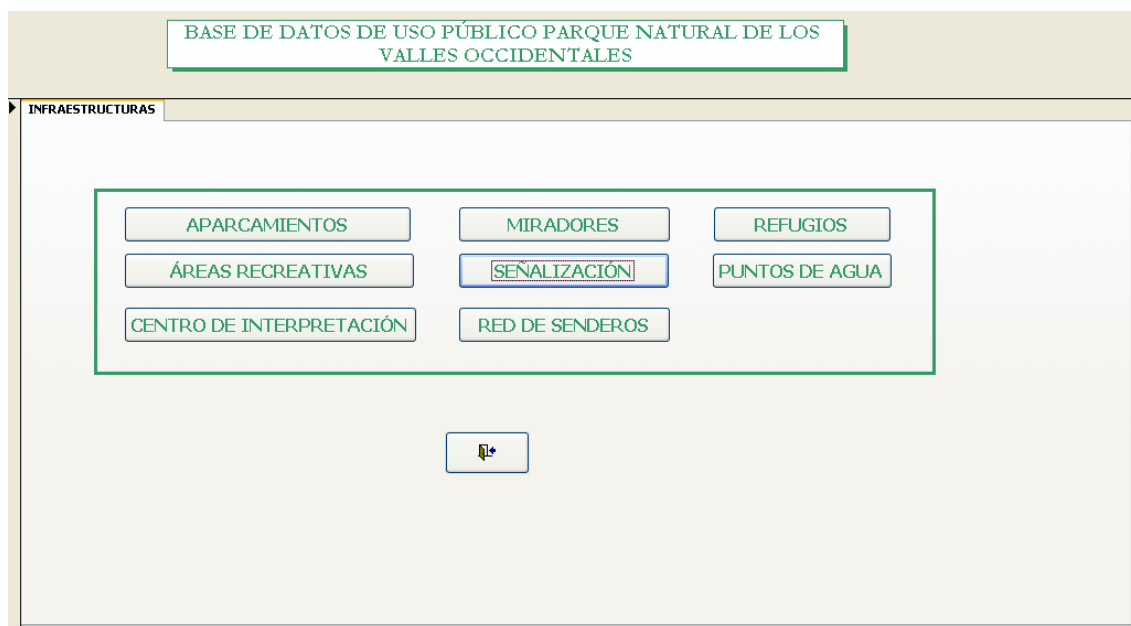 BASE DE DATOS DE USO PÚBLICO PARQUE NATURAL DE LOS
VALLES OCCIDENTALES
INFRAESTRUCTURAS
APARCAMIENTOS
MIRADORES
REFUGIOS
ÁREAS RECREATIVAS
SEÑALIZACIÓN
PUNTOS DE AGUA
CENTRO DE INTERPRETACIÓN
RED DE SENDEROS